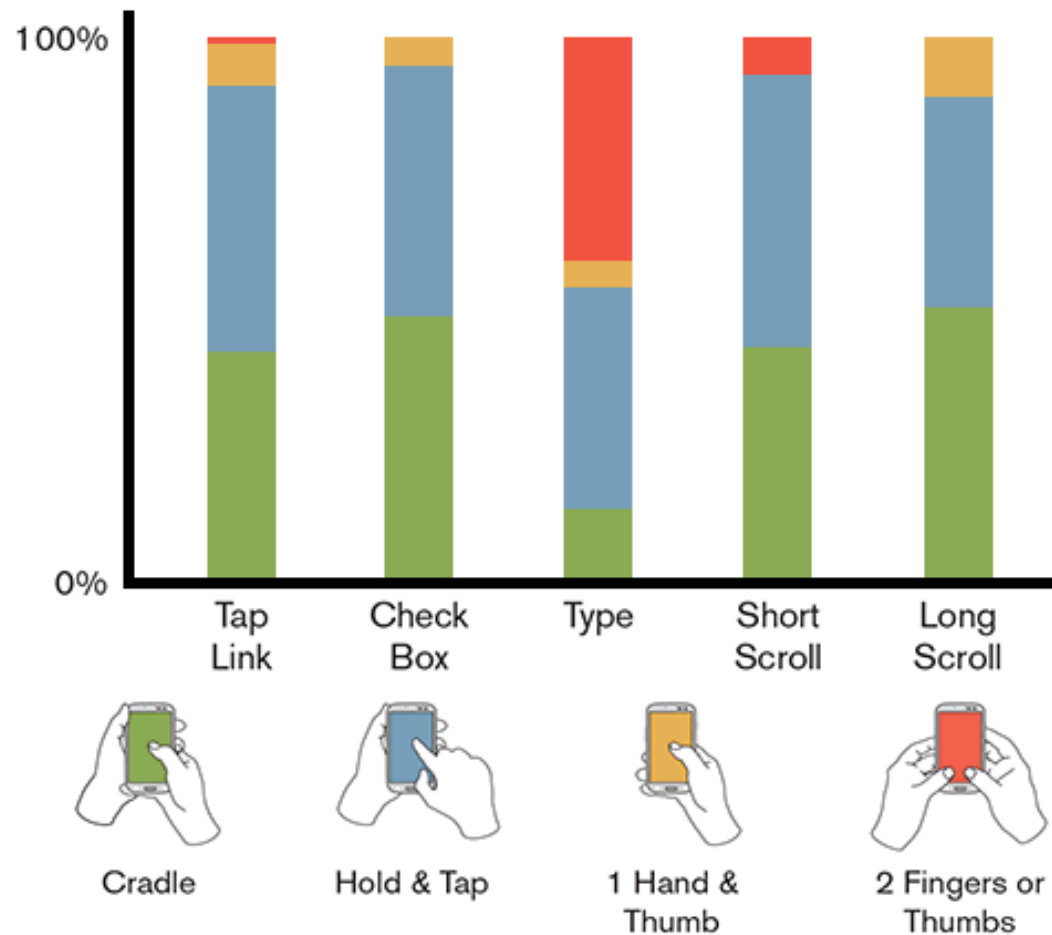 100%
0%
Tap
Link
Check
Box
Type
Short
Scroll
Long
Scroll
Cradle
Hold & Tap
1 Hand &
Thumb
2 Fingers or
Thumbs